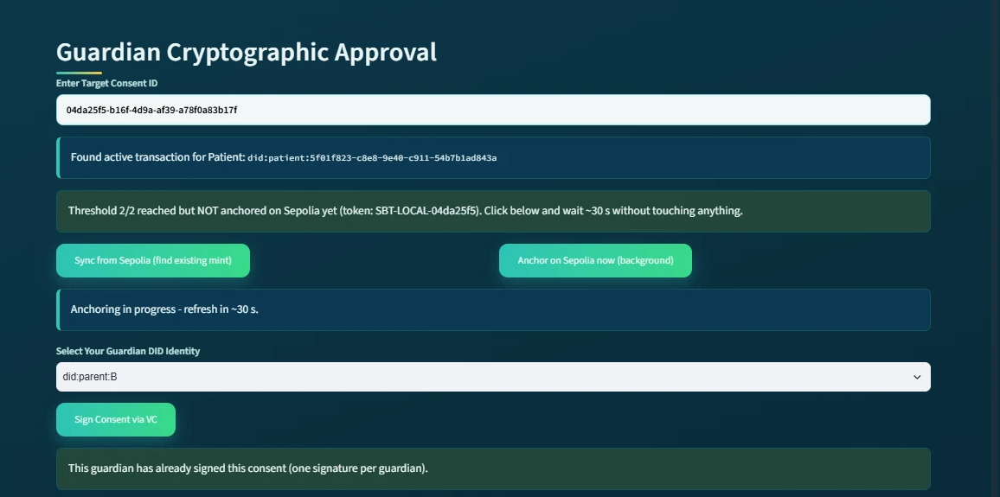 Guardian Cryptographic Approval
Enter Target Consent ID
04da25f5-b16f-4d9a-af39-a78f0a83b17f
Found active transaction for Patient: did:patient:5f01f823-c8e8-9e40-c911-54b7b1ad843a
Threshold 2/2 reached but NOT anchored on Sepolia yet (token: SBT-LOCAL-04da25f5). Click below and wait ~30 s without touching anything.
Sync from Sepolia (find existing mint)
Anchor on Sepolia now (background)
Anchoring in progress - refresh in ~30 s.
Select Your Guardian DID Identity
did:parent:B
Sign Consent via VC
This guardian has already signed this consent (one signature per guardian).